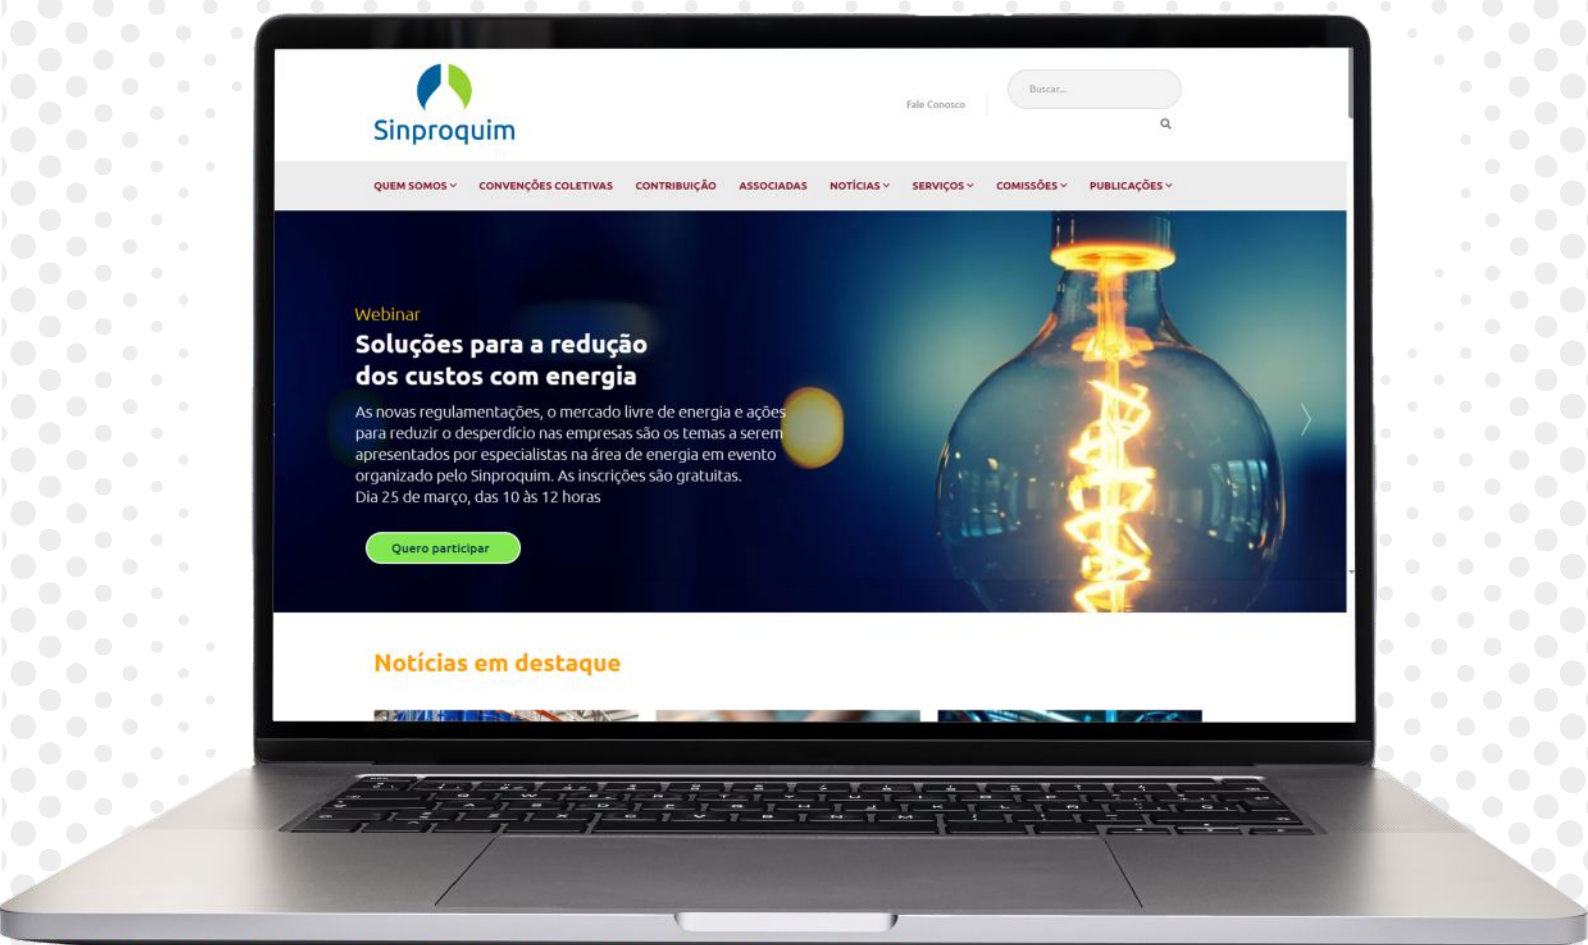 Sinproquim
Fale Conosco
Buscar...
QUEM SOMOS
CONVENÇÕES COLETIVAS
CONTRIBUIÇÃO
ASSOCIADAS
NOTÍCIAS
SERVIÇOS
COMISSÕES
PUBLICAÇÕES
Webinar
Soluções para a redução
dos custos com energia
As novas regulamentações, o mercado livre de energia e ações
para reduzir o desperdício nas empresas são os temas a serem
apresentados por especialistas na área de energia em evento
organizado pelo Sinproquim. As inscrições são gratuitas.
Dia 25 de março, das 10 às 12 horas
Quero participar
Notícias em destaque